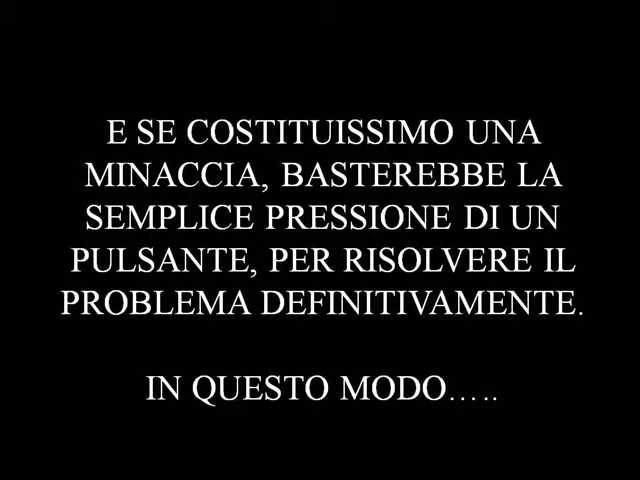 E SE COSTITUISSIMO UNA
MINACCIA, BASTEREBBE LA
SEMPLICE PRESSIONE DI UN
PULSANTE, PER RISOLVERE IL
PROBLEMA DEFINITIVAMENTE.
IN QUESTO MODO…..